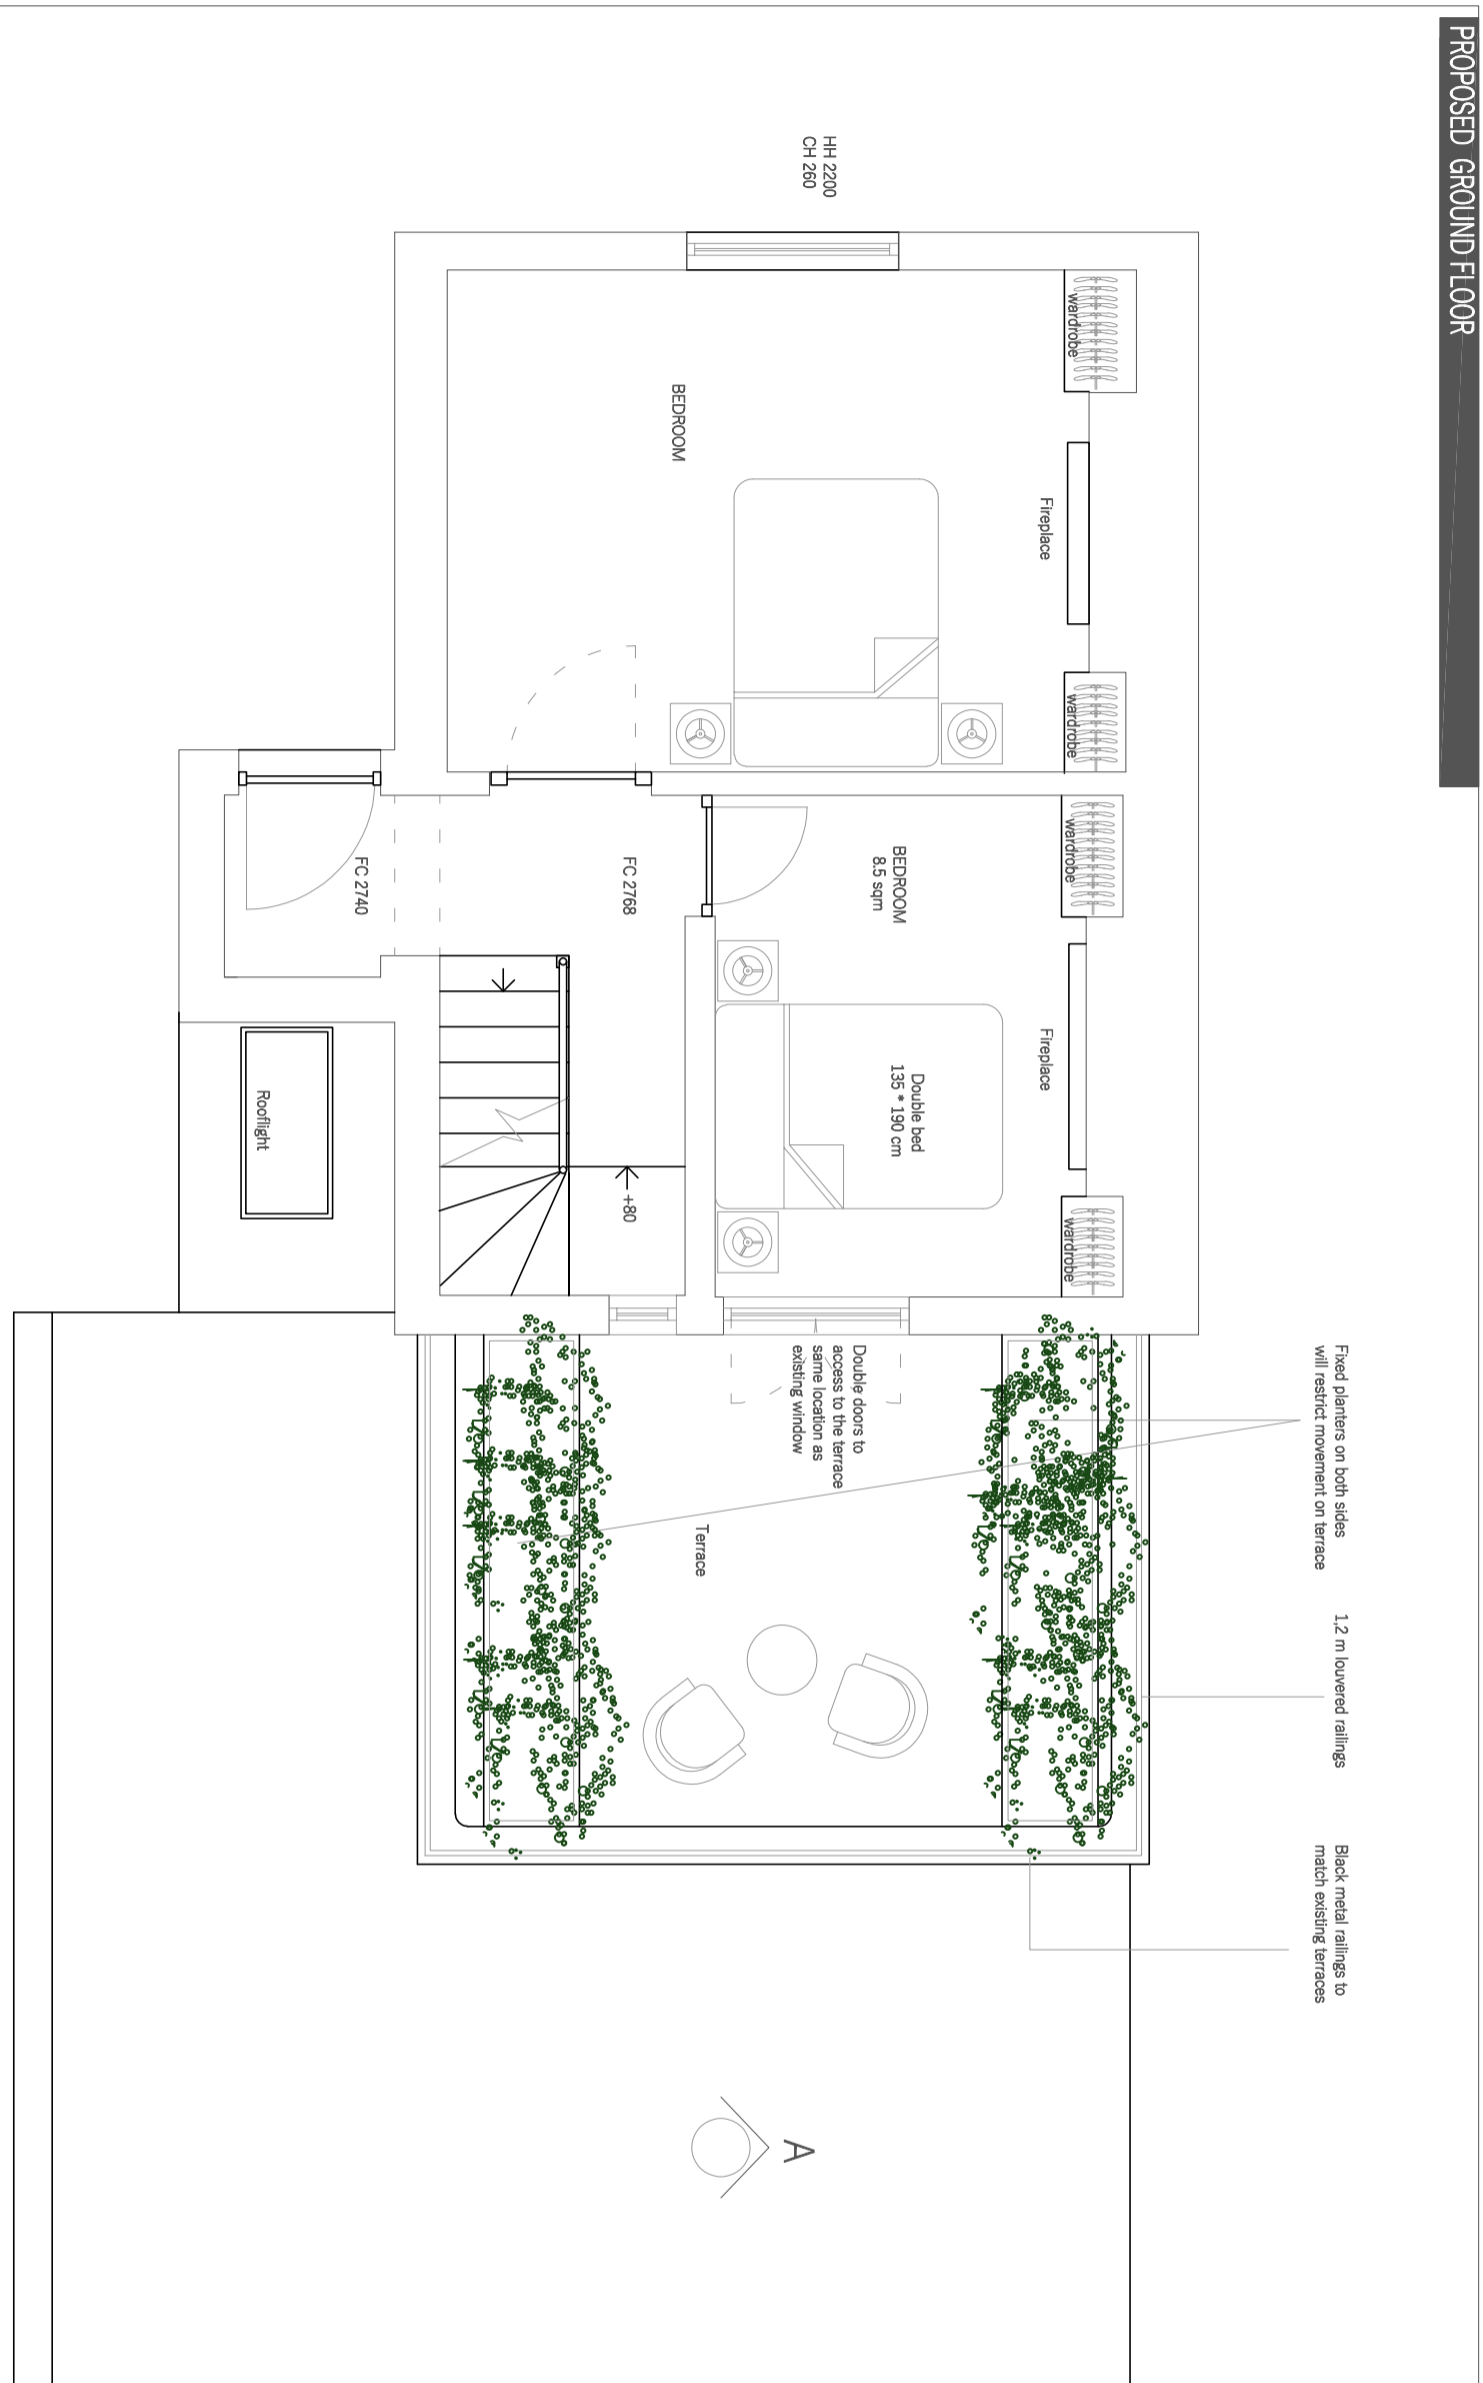 PROPOSED GROUND FLOOR
Fixed planters on both sides
will restrict movement on terrace
1,2 m louvered railings
Black metal railings to
match existing terraces
wardrobe
Fireplace
wardrobe
wardrobe
Fireplace
wardrobe
HH 2200
CH 260
BEDROOM
BEDROOM
8.5 sqm
Double bed
135 * 190 cm
Double doors to
access to the terrace
same location as
existing window
A
Terrace
FC 2768
+80
FC 2740
Rooflight